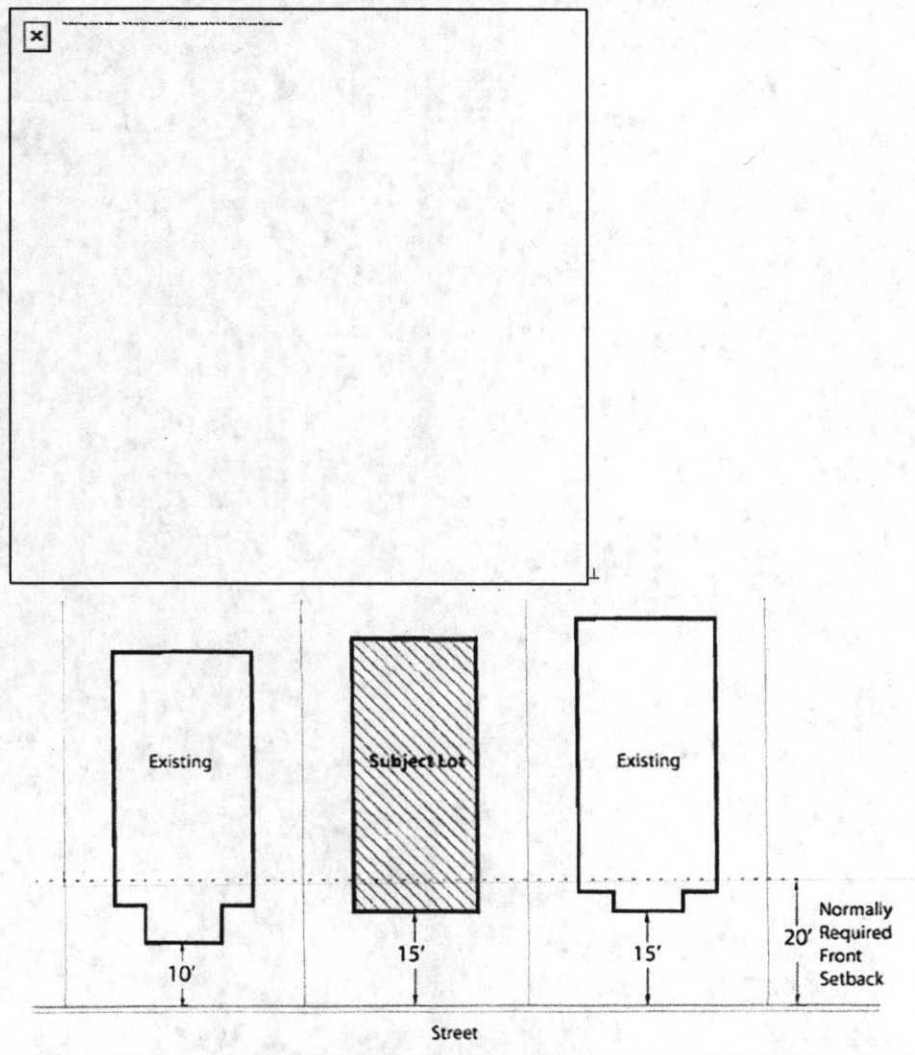 Existing
Subject Lot
Existing
10'
15'
15'
20'
Normally
Required
Front
Setback
Street